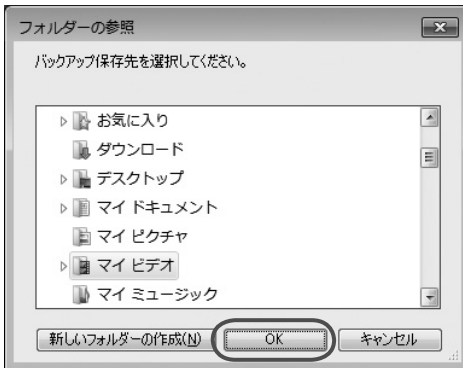 フォルダーの参照
バックアップ保存先を選択してください。
お気に入り
ダウンロード
デスクトップ
マイ ドキュメント
マイ ピクチャ
マイ ビデオ
マイ ミュージック
新しいフォルダーの作成(N) OK キャンセル